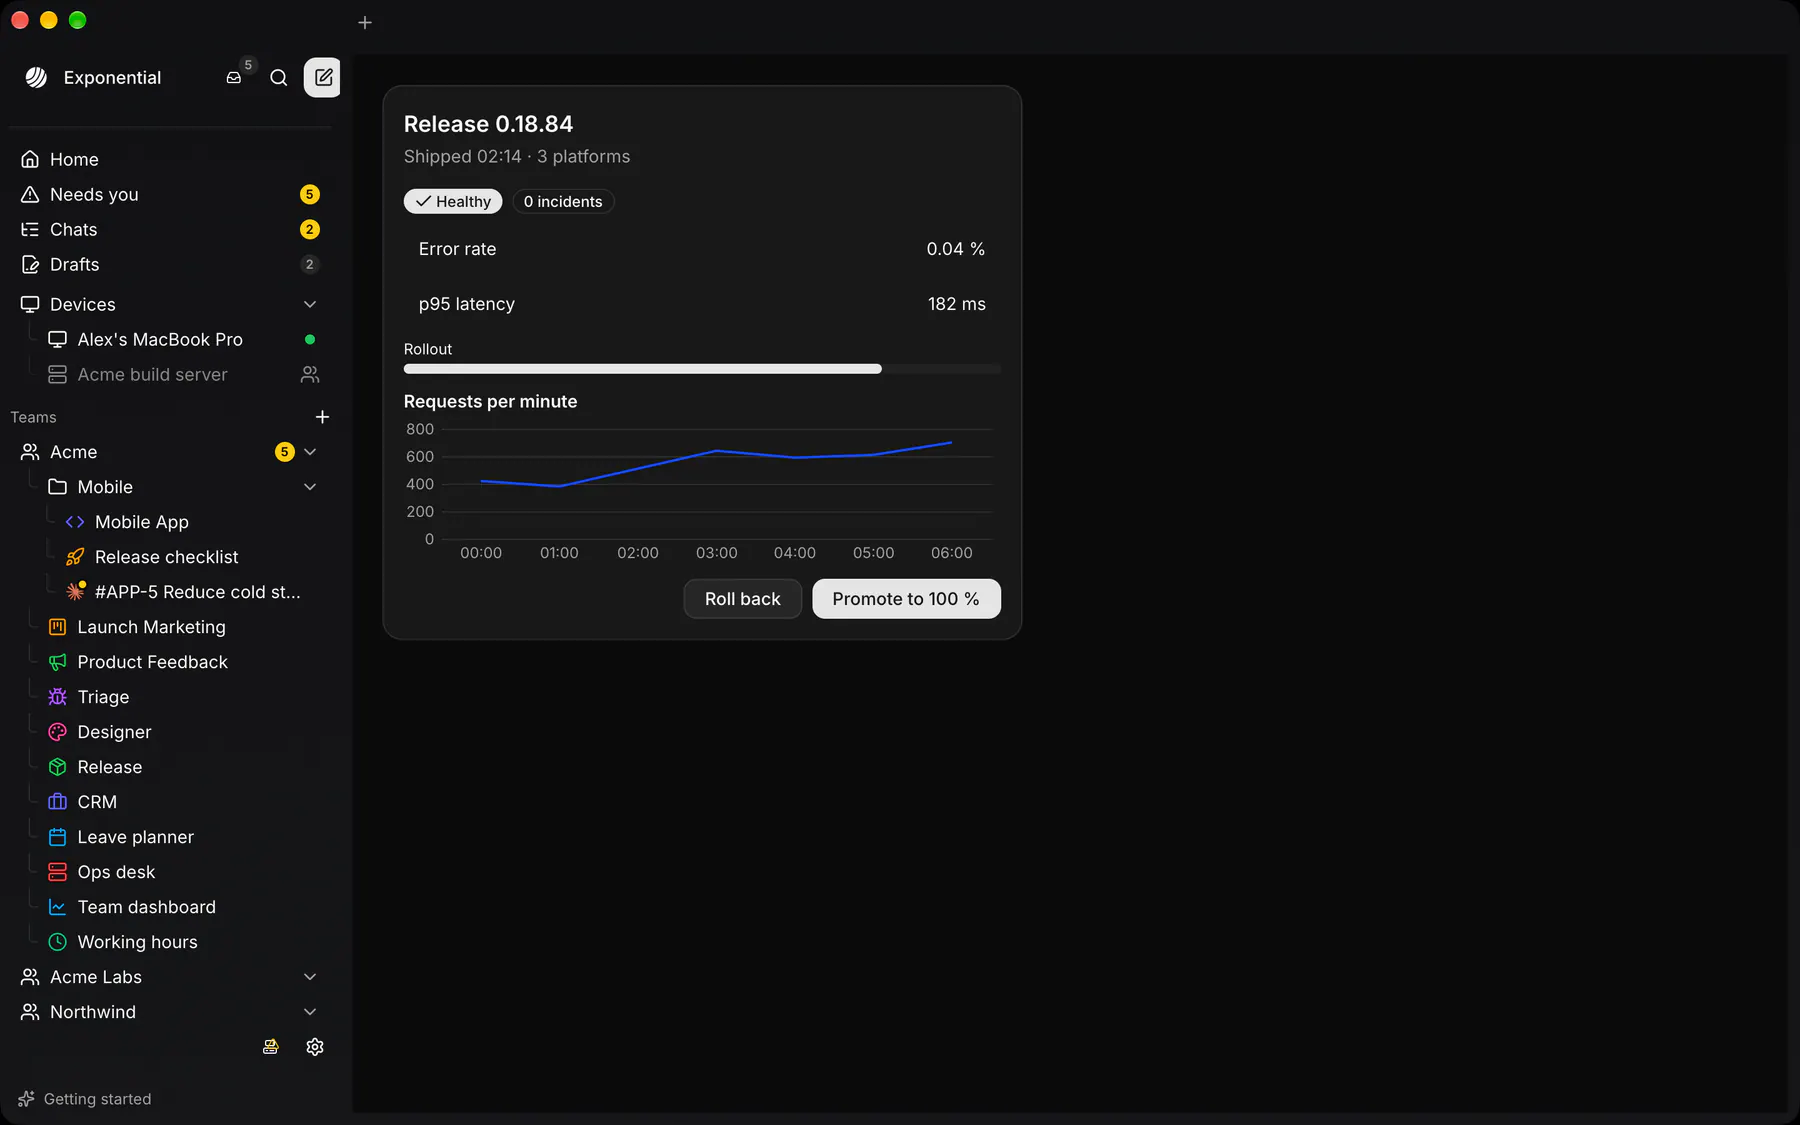 Exponential
5
Home
Needs you 5
Chats 2
Drafts 2
Devices
Alex's MacBook Pro
Acme build server
Teams
Acme 5
Mobile
Mobile App
Release checklist
#APP-5 Reduce cold st...
Launch Marketing
Product Feedback
Triage
Designer
Release
CRM
Leave planner
Ops desk
Team dashboard
Working hours
Acme Labs
Northwind
Getting started
Release 0.18.84
Shipped 02:14 · 3 platforms
Healthy 0 incidents
Error rate 0.04 %
p95 latency 182 ms
Rollout
Requests per minute
800
600
400
200
0
00:00 01:00 02:00 03:00 04:00 05:00 06:00
Roll back Promote to 100 %